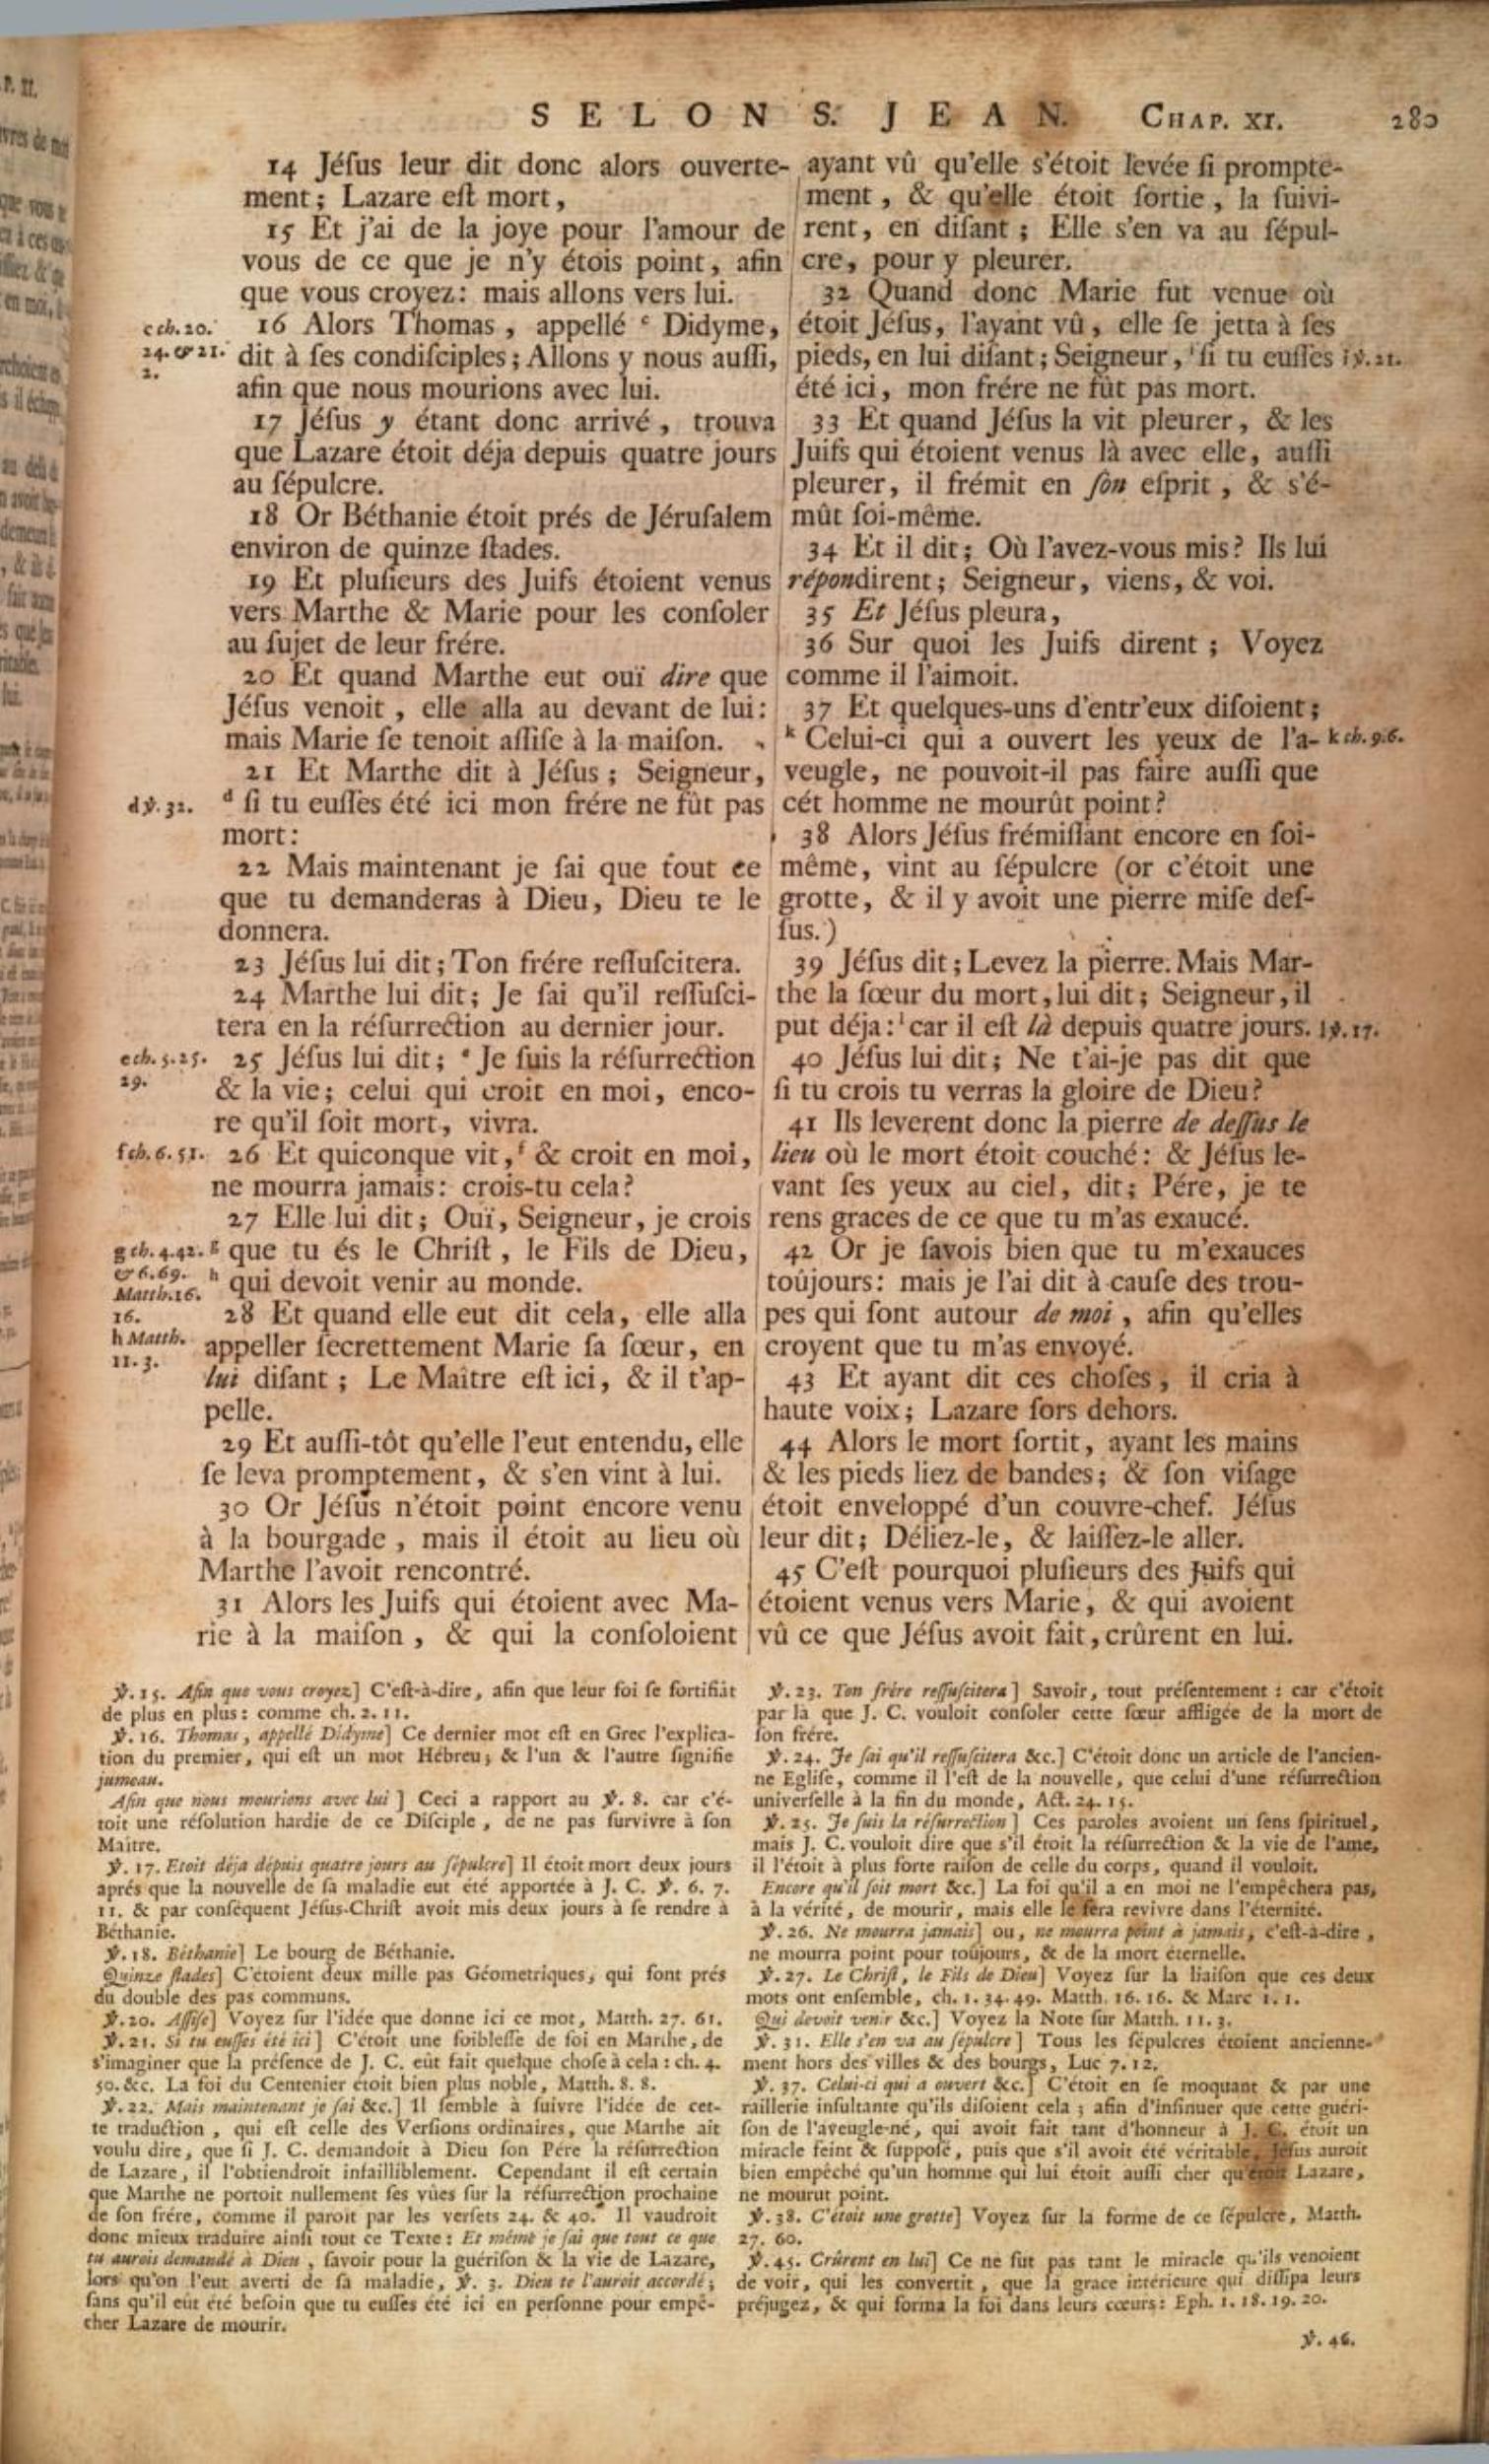 SELON S. JEAN. CHAP. XI. 280
14 Jéſus leur dit donc alors ouverte-
ment; Lazare eſt mort,
15 Et j'ai de la joye pour l'amour de
vous de ce que je n'y étois point, afin
que vous croyez: mais allons vers lui.
c ch. 20. 16 Alors Thomas, appellé c Didyme,
24. & 21. dit à ſes condiſciples; Allons y nous auſſi,
2.
afin que nous mourions avec lui.
17 Jéſus y étant donc arrivé, trouva
que Lazare étoit déja depuis quatre jours
au ſépulcre.
18 Or Béthanie étoit prés de Jéruſalem
environ de quinze ſtades.
19 Et pluſieurs des Juifs étoient venus
vers Marthe & Marie pour les conſoler
au ſujet de leur frére.
20 Et quand Marthe eut ouï dire que
Jéſus venoit, elle alla au devant de lui:
mais Marie ſe tenoit aſſiſe à la maiſon.
21 Et Marthe dit à Jéſus; Seigneur,
d ℣. 32. d ſi tu euſſes été ici mon frére ne fût pas
mort:
22 Mais maintenant je ſai que tout ce
que tu demanderas à Dieu, Dieu te le
donnera.
23 Jéſus lui dit; Ton frére reſſuſcitera.
24 Marthe lui dit; Je ſai qu'il reſſuſci-
tera en la réſurrection au dernier jour.
e ch. 5. 25. 25 Jéſus lui dit; e Je ſuis la réſurrection
29. & la vie; celui qui croit en moi, enco-
re qu'il ſoit mort, vivra.
f ch. 6. 51. 26 Et quiconque vit, f & croit en moi,
ne mourra jamais: crois-tu cela?
27 Elle lui dit; Ouï, Seigneur, je crois
g ch. 4. 42. g que tu és le Chriſt, le Fils de Dieu,
& 6. 69.
Matth. 16. h qui devoit venir au monde.
16. 28 Et quand elle eut dit cela, elle alla
h Matth. appeller ſecrettement Marie ſa ſœur, en
11. 3.
lui diſant; Le Maître eſt ici, & il t'ap-
pelle.
29 Et auſſi-tôt qu'elle l'eut entendu, elle
ſe leva promptement, & s'en vint à lui.
30 Or Jéſus n'étoit point encore venu
à la bourgade, mais il étoit au lieu où
Marthe l'avoit rencontré.
31 Alors les Juifs qui étoient avec Ma-
rie à la maiſon, & qui la conſoloient
ayant vû qu'elle s'étoit levée ſi prompte-
ment, & qu'elle étoit ſortie, la ſuivi-
rent, en diſant; Elle s'en va au ſépul-
cre, pour y pleurer.
32 Quand donc Marie fut venue où
étoit Jéſus, l'ayant vû, elle ſe jetta à ſes
pieds, en lui diſant; Seigneur, i ſi tu euſſes i ℣. 21.
été ici, mon frére ne fût pas mort.
33 Et quand Jéſus la vit pleurer, & les
Juifs qui étoient venus là avec elle, auſſi
pleurer, il frémit en ſon eſprit, & s'é-
mût ſoi-même.
34 Et il dit; Où l'avez-vous mis? Ils lui
répondirent; Seigneur, viens, & voi.
35 Et Jéſus pleura,
36 Sur quoi les Juifs dirent; Voyez
comme il l'aimoit.
37 Et quelques-uns d'entr'eux diſoient;
k Celui-ci qui a ouvert les yeux de l'a- k ch. 9. 6.
veugle, ne pouvoit-il pas faire auſſi que
cét homme ne mourût point?
38 Alors Jéſus frémiſſant encore en ſoi-
même, vint au ſépulcre (or c'étoit une
grotte, & il y avoit une pierre miſe deſ-
ſus.)
39 Jéſus dit; Levez la pierre. Mais Mar-
the la ſœur du mort, lui dit; Seigneur, il
put déja: l car il eſt là depuis quatre jours. l ℣. 17.
40 Jéſus lui dit; Ne t'ai-je pas dit que
ſi tu crois tu verras la gloire de Dieu?
41 Ils leverent donc la pierre de deſſus le
lieu où le mort étoit couché: & Jéſus le-
vant ſes yeux au ciel, dit; Pére, je te
rens graces de ce que tu m'as exaucé.
42 Or je ſavois bien que tu m'exauces
toûjours: mais je l'ai dit à cauſe des trou-
pes qui ſont autour de moi, afin qu'elles
croyent que tu m'as envoyé.
43 Et ayant dit ces choſes, il cria à
haute voix; Lazare ſors dehors.
44 Alors le mort ſortit, ayant les mains
& les pieds liez de bandes; & ſon viſage
étoit enveloppé d'un couvre-chef. Jéſus
leur dit; Déliez-le, & laiſſez-le aller.
45 C'eſt pourquoi pluſieurs des Juifs qui
étoient venus vers Marie, & qui avoient
vû ce que Jéſus avoit fait, crûrent en lui.
℣. 15. Afin que vous croyez] C'eſt-à-dire, afin que leur foi ſe fortifiât
de plus en plus: comme ch. 2. 11.
℣. 16. Thomas, appellé Didyme] Ce dernier mot eſt en Grec l'explica-
tion du premier, qui eſt un mot Hébreu; & l'un & l'autre ſignifie
jumeau.
Afin que nous mourions avec lui] Ceci a rapport au ℣. 8. car c'é-
toit une réſolution hardie de ce Diſciple, de ne pas ſurvivre à ſon
Maître.
℣. 17. Etoit déja depuis quatre jours au ſépulcre] Il étoit mort deux jours
aprés que la nouvelle de ſa maladie eut été apportée à J. C. ℣. 6. 7.
11. & par conſéquent Jéſus-Chriſt avoit mis deux jours à ſe rendre à
Béthanie.
℣. 18. Béthanie] Le bourg de Béthanie.
Quinze ſtades] C'étoient deux mille pas Géometriques, qui ſont prés
du double des pas communs.
℣. 20. Aſſiſe] Voyez ſur l'idée que donne ici ce mot, Matth. 27. 61.
℣. 21. Si tu euſſes été ici] C'étoit une foibleſſe de foi en Marthe, de
s'imaginer que la préſence de J. C. eût fait quelque choſe à cela: ch. 4.
50. &c. La foi du Centenier étoit bien plus noble, Matth. 8. 8.
℣. 22. Mais maintenant je ſai &c.] Il ſemble à ſuivre l'idée de cet-
te traduction, qui eſt celle des Verſions ordinaires, que Marthe ait
voulu dire, que ſi J. C. demandoit à Dieu ſon Pére la réſurrection
de Lazare, il l'obtiendroit infailliblement. Cependant il eſt certain
que Marthe ne portoit nullement ſes vûes ſur la réſurrection prochaine
de ſon frére, comme il paroit par les verſets 24. & 40. Il vaudroit
donc mieux traduire ainſi tout ce Texte: Et même je ſai que tout ce que
tu aurois demandé à Dieu, ſavoir pour la guériſon & la vie de Lazare,
lors qu'on l'eut averti de ſa maladie, ℣. 3. Dieu te l'auroit accordé;
ſans qu'il eût été beſoin que tu euſſes été ici en perſonne pour empê-
cher Lazare de mourir.
℣. 23. Ton frére reſſuſcitera] Savoir, tout préſentement: car c'étoit
par là que J. C. vouloit conſoler cette ſœur affligée de la mort de
ſon frére.
℣. 24. Je ſai qu'il reſſuſcitera &c.] C'étoit donc un article de l'ancien-
ne Egliſe, comme il l'eſt de la nouvelle, que celui d'une réſurrection
univerſelle à la fin du monde, Act. 24. 15.
℣. 25. Je ſuis la réſurrection] Ces paroles avoient un ſens ſpirituel,
mais J. C. vouloit dire que s'il étoit la réſurrection & la vie de l'ame,
il l'étoit à plus forte raiſon de celle du corps, quand il vouloit.
Encore qu'il ſoit mort &c.] La foi qu'il a en moi ne l'empêchera pas,
à la vérité, de mourir, mais elle le fera revivre dans l'éternité.
℣. 26. Ne mourra jamais] ou, ne mourra point à jamais, c'eſt-à-dire,
ne mourra point pour toûjours, & de la mort éternelle.
℣. 27. Le Chriſt, le Fils de Dieu] Voyez ſur la liaiſon que ces deux
mots ont enſemble, ch. 1. 34. 49. Matth. 16. 16. & Marc 1. 1.
Qui devoit venir &c.] Voyez la Note ſur Matth. 11. 3.
℣. 31. Elle s'en va au ſépulcre] Tous les ſépulcres étoient ancienne-
ment hors des villes & des bourgs, Luc 7. 12.
℣. 37. Celui-ci qui a ouvert &c.] C'étoit en ſe moquant & par une
raillerie inſultante qu'ils diſoient cela; afin d'inſinuer que cette guéri-
ſon de l'aveugle-né, qui avoit fait tant d'honneur à J. C. étoit un
miracle feint & ſuppoſé, puis que s'il avoit été véritable, Jéſus auroit
bien empêché qu'un homme qui lui étoit auſſi cher qu'étoit Lazare,
ne mourut point.
℣. 38. C'étoit une grotte] Voyez ſur la forme de ce ſépulcre, Matth.
27. 60.
℣. 45. Crûrent en lui] Ce ne fut pas tant le miracle qu'ils venoient
de voir, qui les convertit, que la grace intérieure qui diſſipa leurs
préjugez, & qui forma la foi dans leurs cœurs: Eph. 1. 18. 19. 20.
℣. 46.